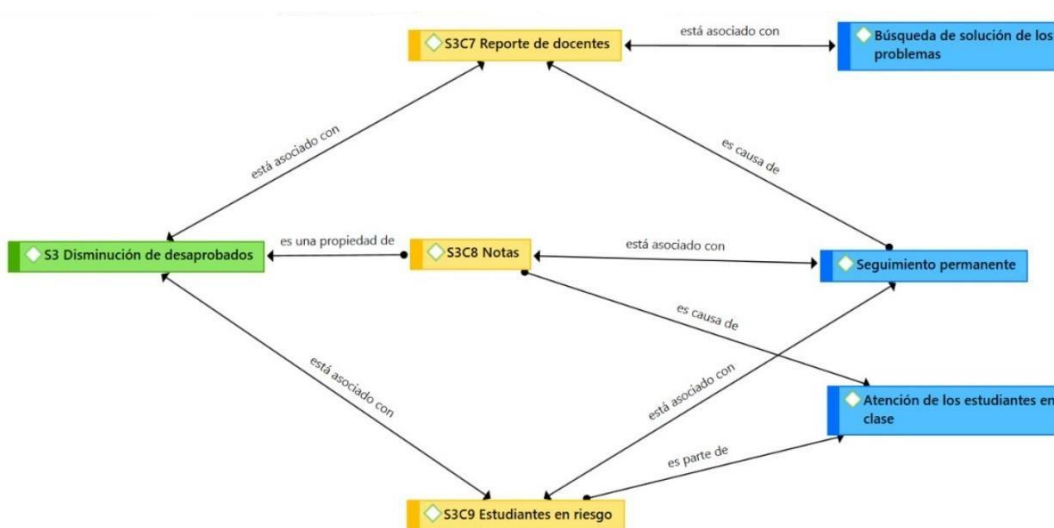 S3C7 Reporte de docentes
está asociado con
Búsqueda de solución de los
problemas
está asociado con
es causa de
S3 Disminución de desaprobados
es una propiedad de
S3C8 Notas
está asociado con
Seguimiento permanente
es causa de
está asociado con
está asociado con
Atención de los estudiantes en
clase
es parte de
S3C9 Estudiantes en riesgo